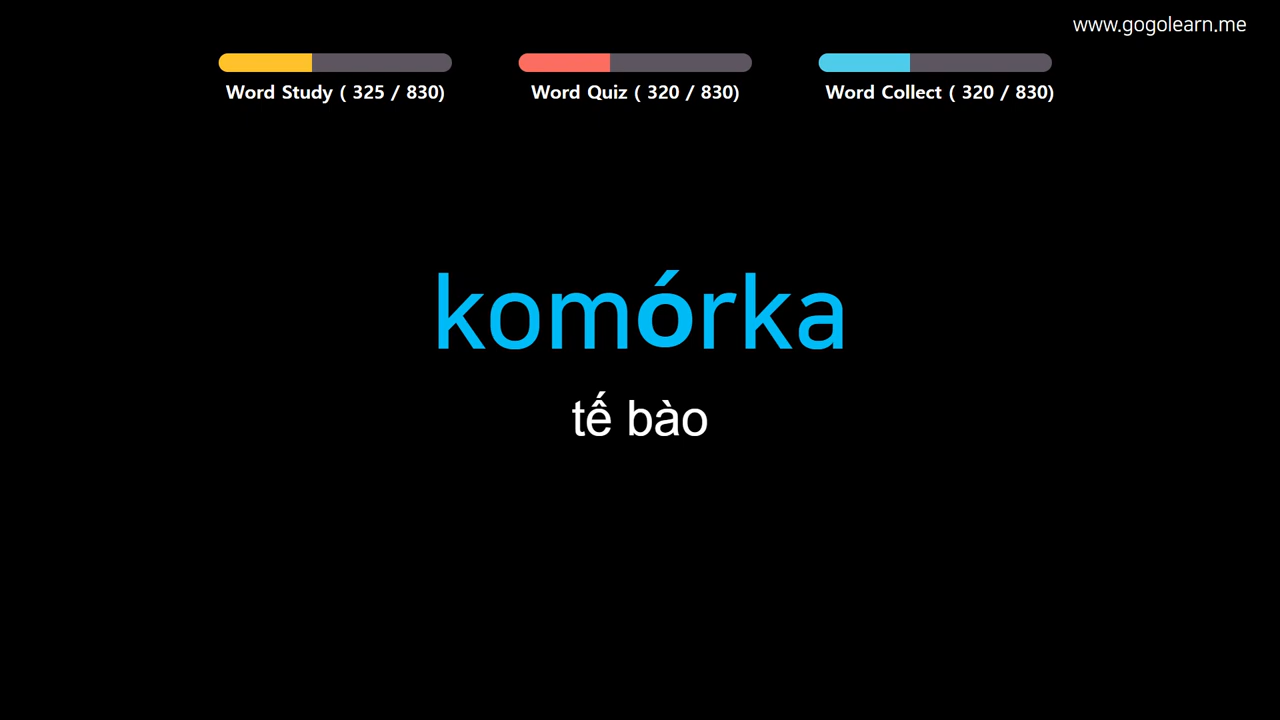 www.gogolearn.me
Word Study ( 325 / 830)
Word Quiz ( 320 / 830)
Word Collect ( 320 / 830)
komórka
tế bào